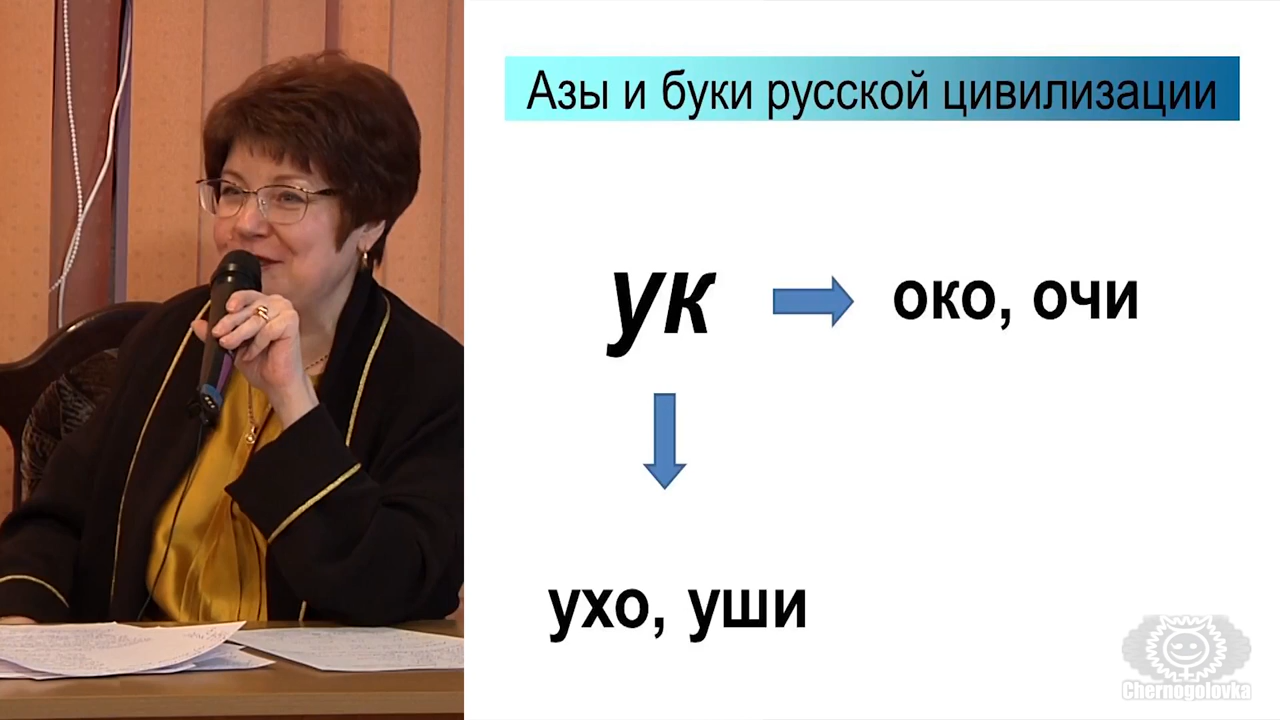 Азы и буки русской цивилизации
ук
око, очи
ухо, уши
Chernogolovka